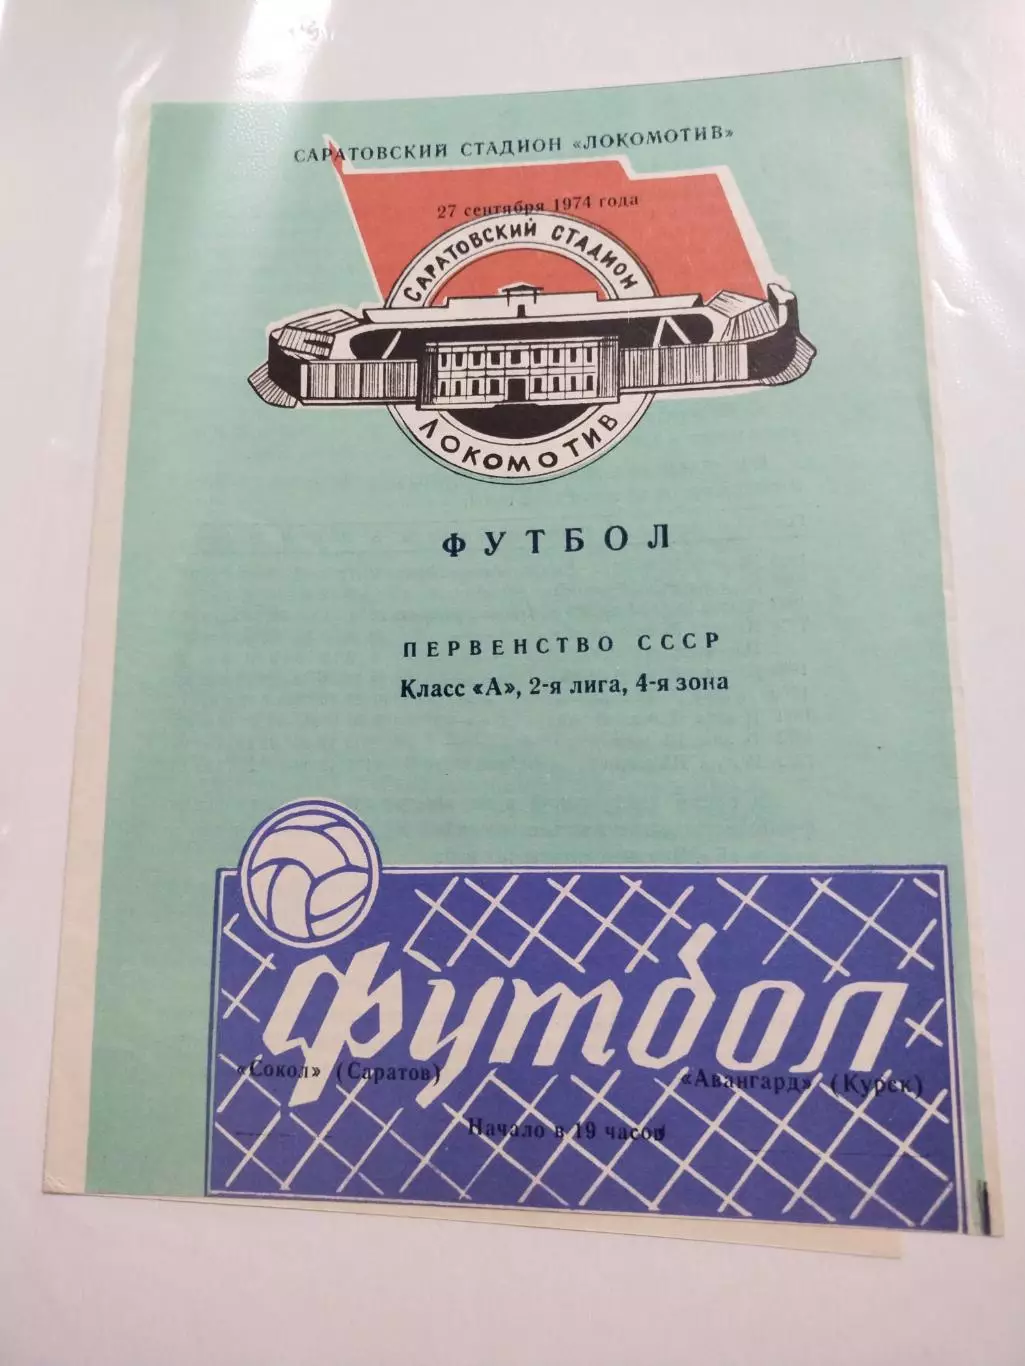 САРАТОВСКИЙ СТАДИОН «ЛОКОМОТИВ»
27 сентября 1974 года
САРАТОВСКИЙ СТАДИОН
ЛОКОМОТИВ
ФУТБОЛ
ПЕРВЕНСТВО СССР
Класс «А», 2-я лига, 4-я зона
футбол
«Сокол» (Саратов)
«Авангард» (Курск)
Начало в 19 часов